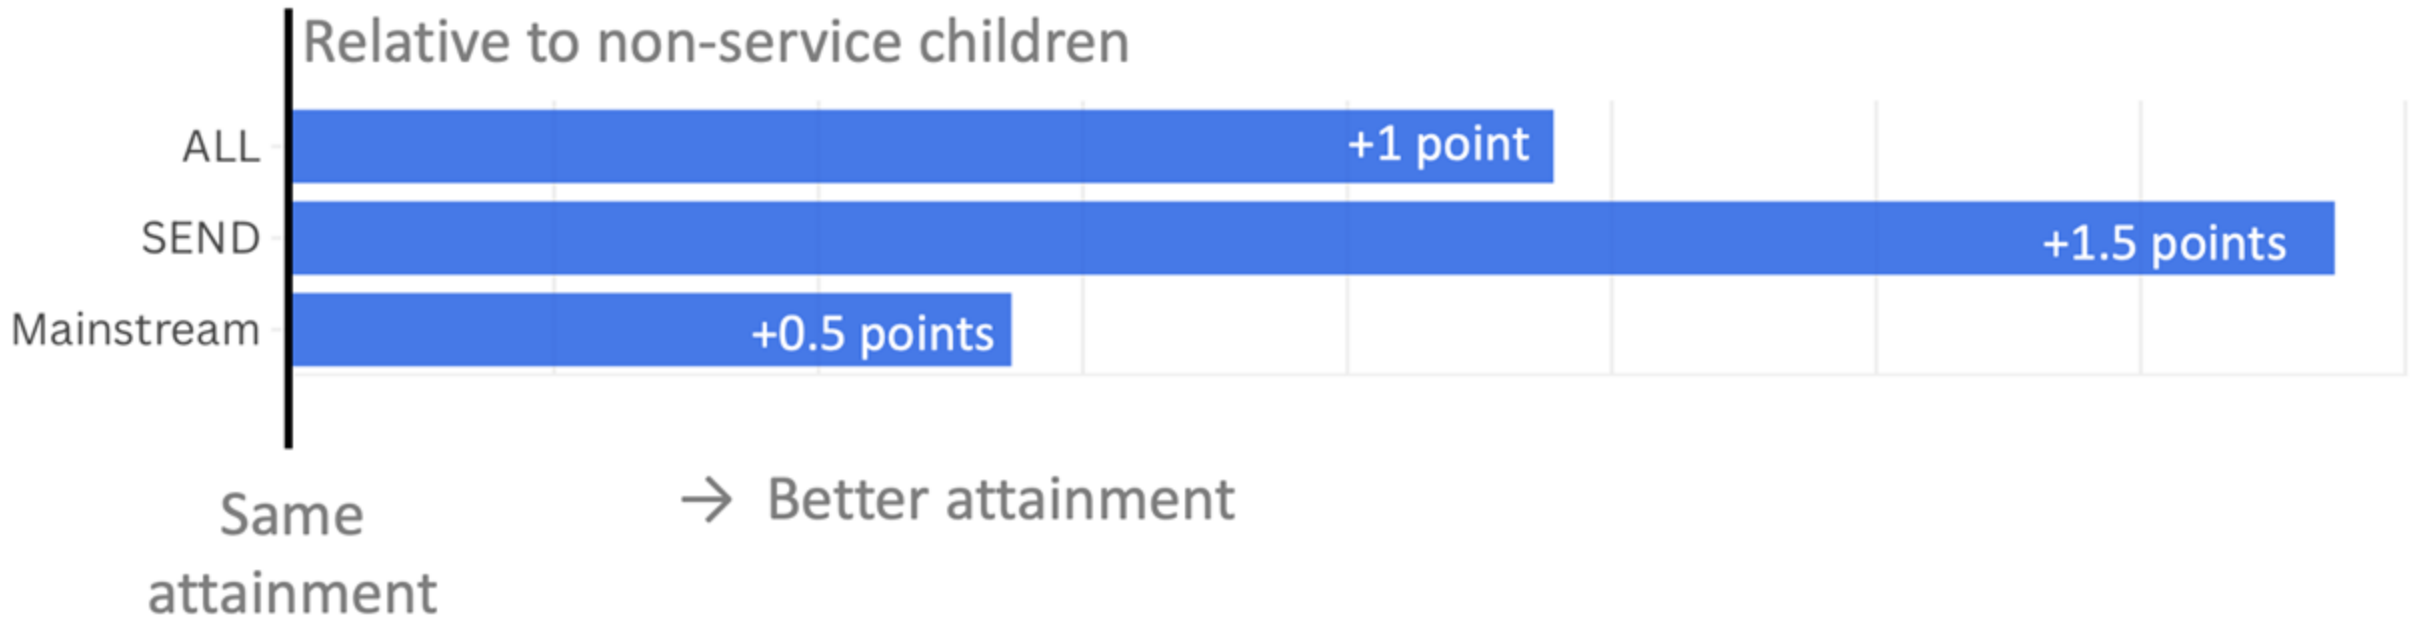 Relative to non-service children
ALL
+1 point
SEND
+1.5 points
Mainstream
+0.5 points
Same
attainment
→ Better attainment